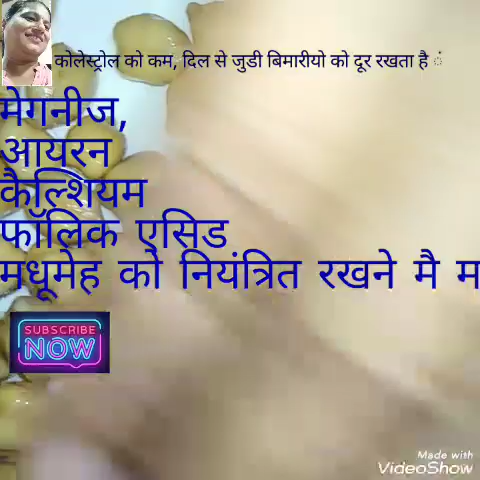 कोलेस्ट्रोल को कम, दिल से जुडी बिमारीयो को दूर रखता है ं
मेगनीज,
आयरन
कैल्शियम
फॉलिक एसिड
मधूमेह को नियंत्रित रखने मै म
SUBSCRIBE
NOW
Made with
VideoShow